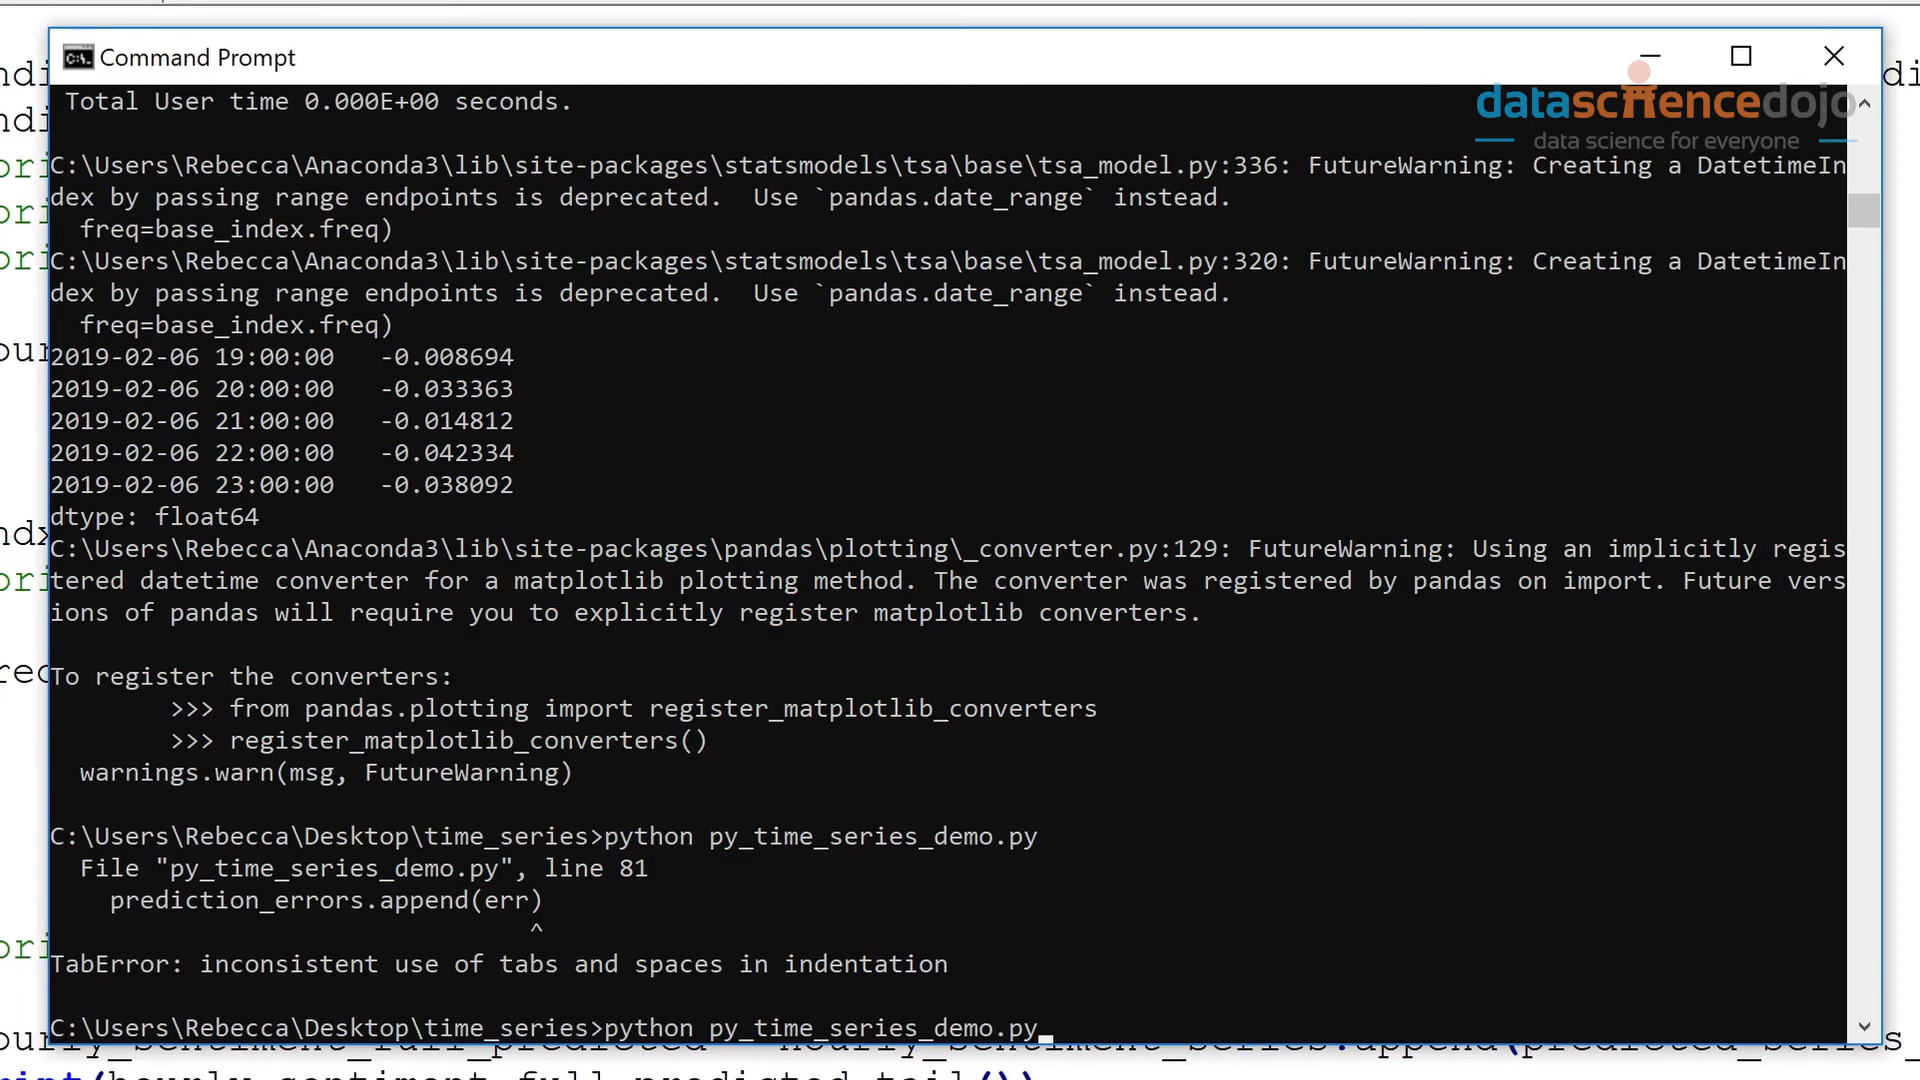 Command Prompt
datasciencedojo
data science for everyone
Total User time 0.000E+00 seconds.
C:\Users\Rebecca\Anaconda3\lib\site-packages\statsmodels\tsa\base\tsa_model.py:336: FutureWarning: Creating a DatetimeIn
dex by passing range endpoints is deprecated.  Use `pandas.date_range` instead.
freq=base_index.freq)
C:\Users\Rebecca\Anaconda3\lib\site-packages\statsmodels\tsa\base\tsa_model.py:320: FutureWarning: Creating a DatetimeIn
dex by passing range endpoints is deprecated.  Use `pandas.date_range` instead.
freq=base_index.freq)
2019-02-06 19:00:00   -0.008694
2019-02-06 20:00:00   -0.033363
2019-02-06 21:00:00   -0.014812
2019-02-06 22:00:00   -0.042334
2019-02-06 23:00:00   -0.038092
dtype: float64
C:\Users\Rebecca\Anaconda3\lib\site-packages\pandas\plotting\_converter.py:129: FutureWarning: Using an implicitly regis
tered datetime converter for a matplotlib plotting method. The converter was registered by pandas on import. Future vers
ions of pandas will require you to explicitly register matplotlib converters.
To register the converters:
>>> from pandas.plotting import register_matplotlib_converters
>>> register_matplotlib_converters()
warnings.warn(msg, FutureWarning)
C:\Users\Rebecca\Desktop\time_series>python py_time_series_demo.py
File "py_time_series_demo.py", line 81
prediction_errors.append(err)
^
TabError: inconsistent use of tabs and spaces in indentation
C:\Users\Rebecca\Desktop\time_series>python py_time_series_demo.py